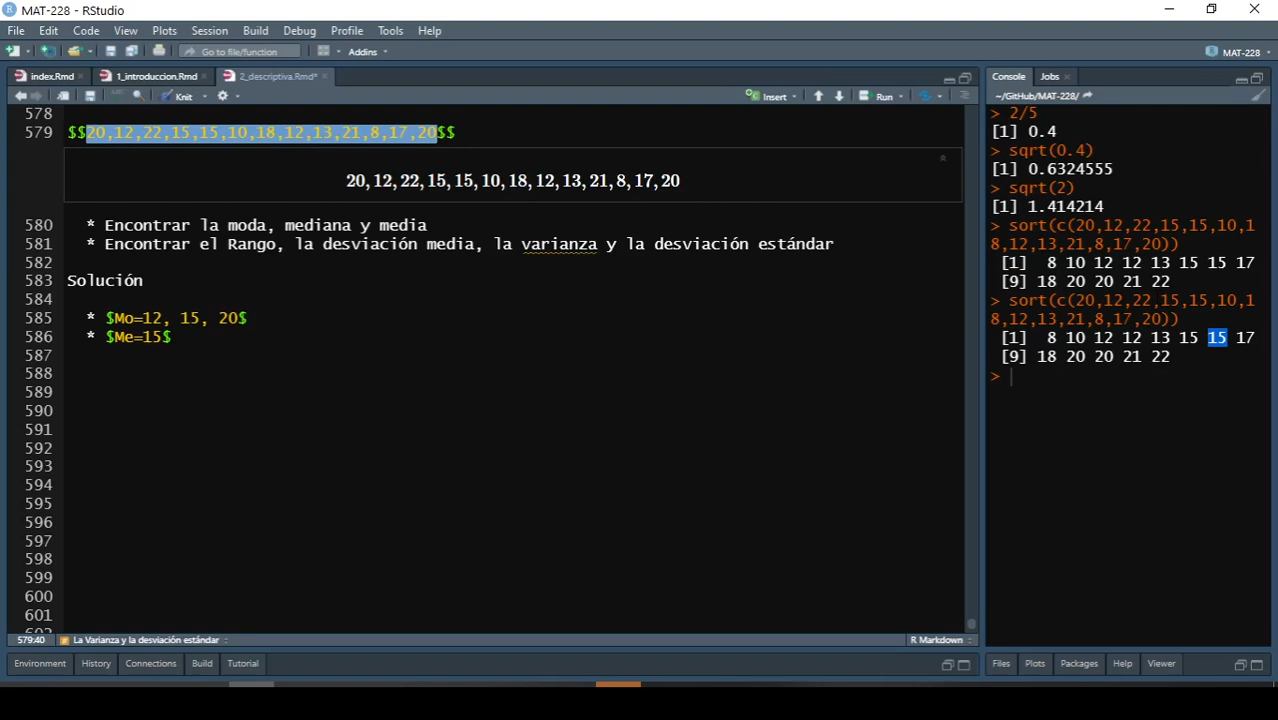 MAT-228 - RStudio
File Edit Code View Plots Session Build Debug Profile Tools Help
Go to file/function Addins MAT-228
index.Rmd 1_introduccion.Rmd 2_descriptiva.Rmd* Console Jobs
Knit Insert Run ~/GitHub/MAT-228/
578
579 $$20,12,22,15,15,10,18,12,13,21,8,17,20$$
20, 12, 22, 15, 15, 10, 18, 12, 13, 21, 8, 17, 20
580 * Encontrar la moda, mediana y media
581 * Encontrar el Rango, la desviación media, la varianza y la desviación estándar
582
583 Solución
584
585 * $Mo=12, 15, 20$
586 * $Me=15$
587
588
589
590
591
592
593
594
595
596
597
598
599
600
601
579:40 La Varianza y la desviación estándar : R Markdown
> 2/5
[1] 0.4
> sqrt(0.4)
[1] 0.6324555
> sqrt(2)
[1] 1.414214
> sort(c(20,12,22,15,15,10,1
8,12,13,21,8,17,20))
[1] 8 10 12 12 13 15 15 17
[9] 18 20 20 21 22
> sort(c(20,12,22,15,15,10,1
8,12,13,21,8,17,20))
[1] 8 10 12 12 13 15 15 17
[9] 18 20 20 21 22
>
Environment History Connections Build Tutorial Files Plots Packages Help Viewer